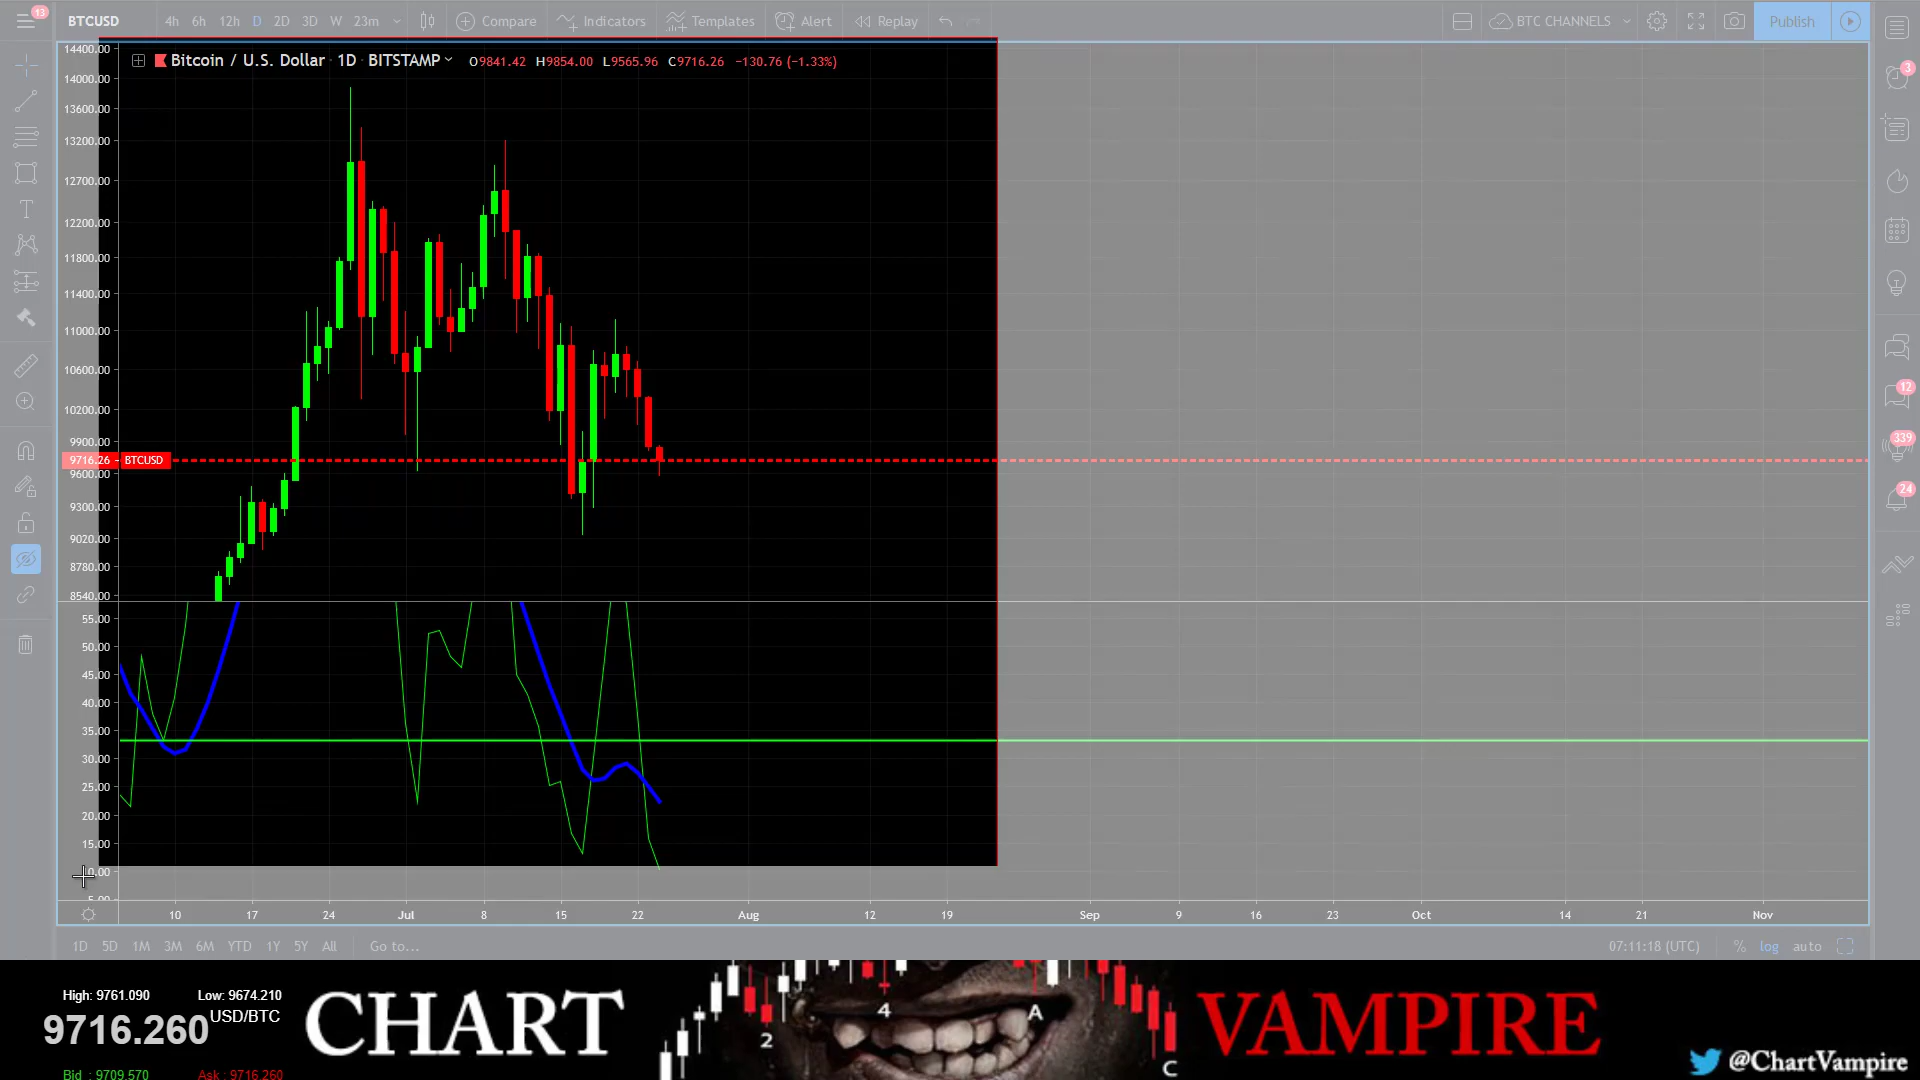 13
BTCUSD
4h 6h 12h D 2D 3D W 23m
Compare
Indicators
Templates
Alert
Replay
BTC CHANNELS
Publish
Bitcoin / U.S. Dollar · 1D · BITSTAMP
O9841.42 H9854.00 L9565.96 C9716.26 −130.76 (−1.33%)
14400.00
14000.00
13600.00
13200.00
12700.00
12200.00
11800.00
11400.00
11000.00
10600.00
10200.00
9900.00
9716.26
BTCUSD
9600.00
9300.00
9020.00
8780.00
8540.00
55.00
50.00
45.00
40.00
35.00
30.00
25.00
20.00
15.00
3
12
339
24
10 17 24 Jul 8 15 22 Aug 12 19 Sep 9 16 23 Oct 14 21 Nov
1D 5D 1M 3M 6M YTD 1Y 5Y All
Go to...
07:11:18 (UTC)
% log auto
High: 9761.090 Low: 9674.210
9716.260 USD/BTC
Bid : 9709.570 Ask : 9716.260
CHART
2
4
A
C
VAMPIRE
@ChartVampire